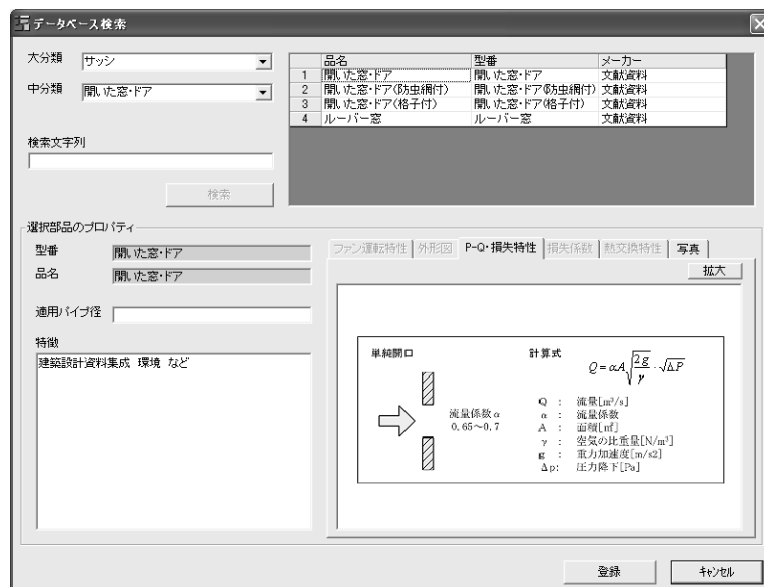 データベース検索
大分類 サッシ
中分類 開いた窓・ドア
検索文字列
検索
品名 型番 メーカー
1 開いた窓・ドア 開いた窓・ドア 文献資料
2 開いた窓・ドア(防虫網付) 開いた窓・ドア(防虫網付) 文献資料
3 開いた窓・ドア(格子付) 開いた窓・ドア(格子付) 文献資料
4 ルーバー窓 ルーバー窓 文献資料
選択部品のプロパティ
型番 開いた窓・ドア
品名 開いた窓・ドア
適用パイプ径
特徴
建築設計資料集成 環境 など
ファン運転特性 外形図 P-Q・損失特性 損失係数 熱交換特性 写真
拡大
単純開口
流量係数α
0.65～0.7
計算式
Q=αA√(2g/γ)・√ΔP
Q : 流量[m³/s]
α : 流量係数
A : 面積[㎡]
γ : 空気の比重量[N/m³]
g : 重力加速度[m/s2]
Δp: 圧力降下[Pa]
登録 キャンセル